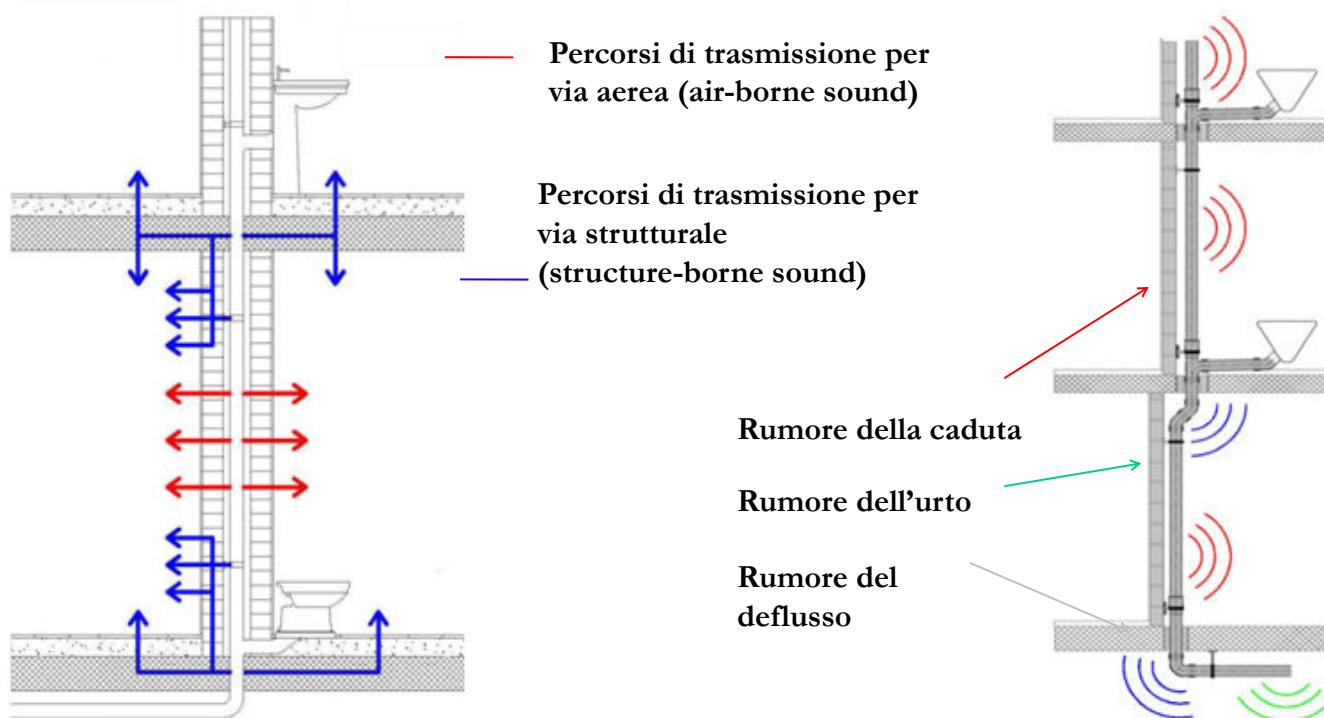 Percorsi di trasmissione per
via aerea (air-borne sound)
Percorsi di trasmissione per
via strutturale
(structure-borne sound)
Rumore della caduta
Rumore dell’urto
Rumore del
deflusso